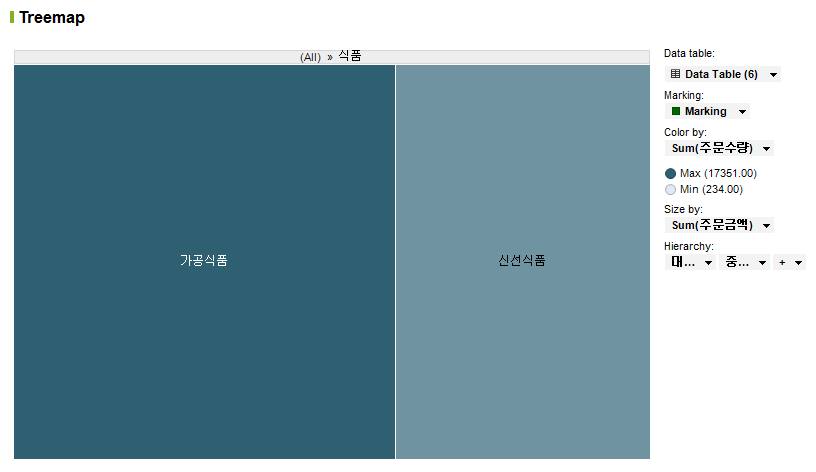 Treemap
(All) » 식품
가공식품
신선식품
Data table:
Data Table (6)
Marking:
Marking
Color by:
Sum(주문수량)
Max (17351.00)
Min (234.00)
Size by:
Sum(주문금액)
Hierarchy:
대... 중... +